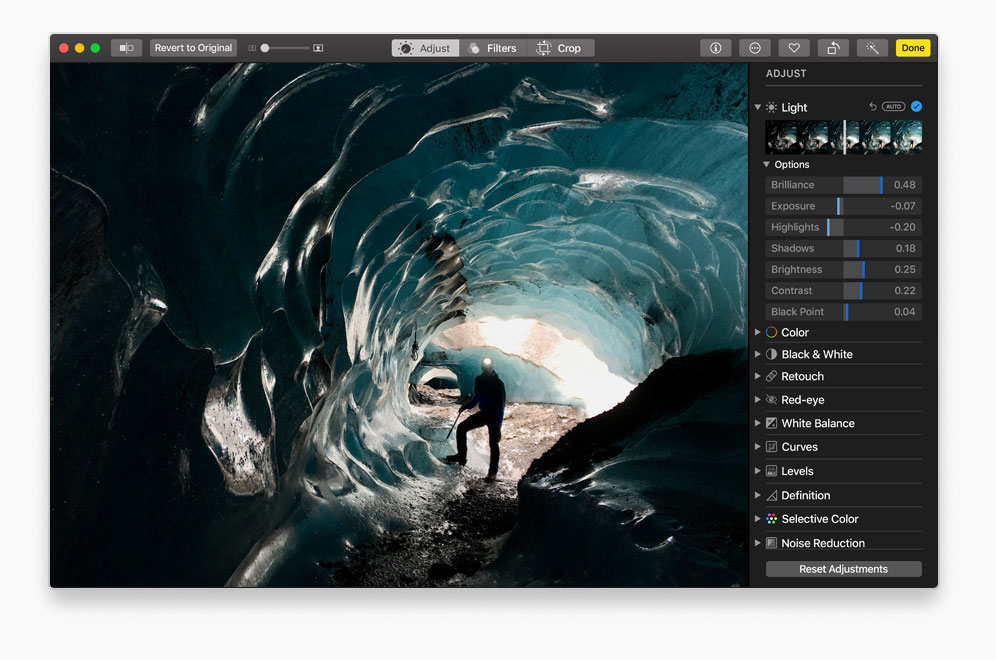 Revert to Original
Adjust
Filters
Crop
Done
ADJUST
Light
AUTO
Options
Brilliance 0.48
Exposure -0.07
Highlights -0.20
Shadows 0.18
Brightness 0.25
Contrast 0.22
Black Point 0.04
Color
Black & White
Retouch
Red-eye
White Balance
Curves
Levels
Definition
Selective Color
Noise Reduction
Reset Adjustments